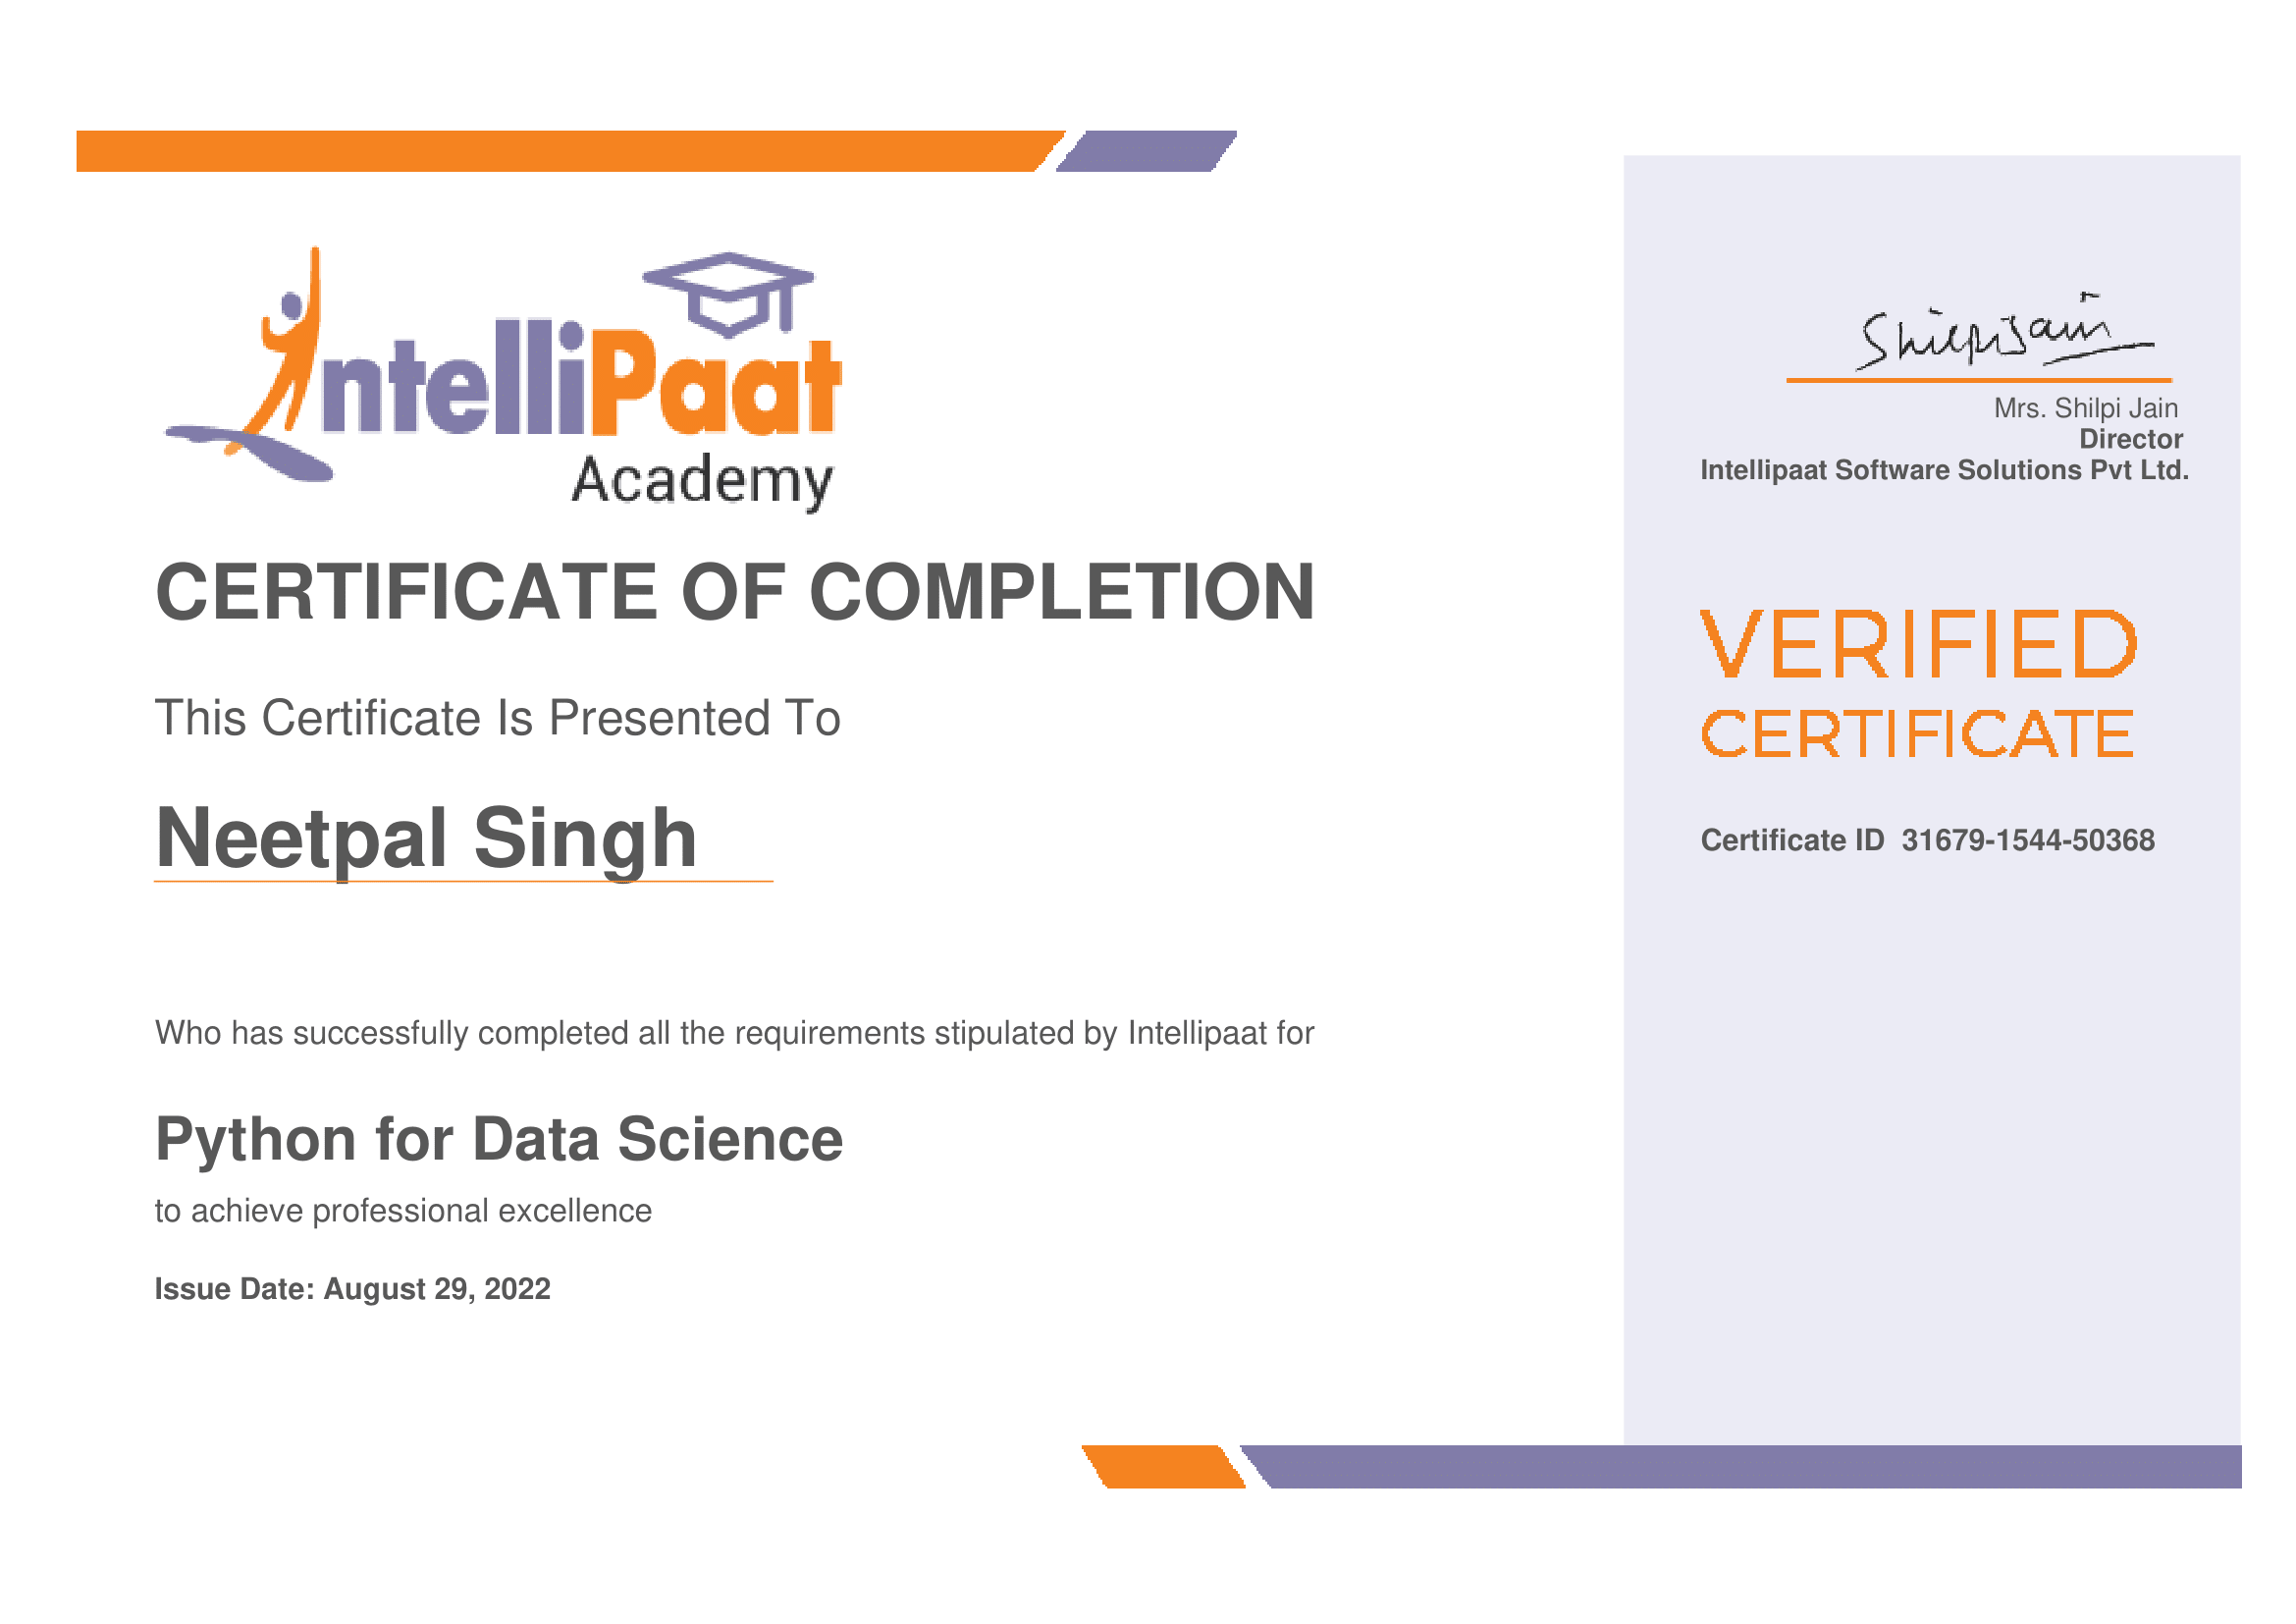 IntelliPaat
Academy
CERTIFICATE OF COMPLETION
This Certificate Is Presented To
Neetpal Singh
Who has successfully completed all the requirements stipulated by Intellipaat for
Python for Data Science
to achieve professional excellence
Issue Date: August 29, 2022
Shilpi Jain
Mrs. Shilpi Jain
Director
Intellipaat Software Solutions Pvt Ltd.
VERIFIED
CERTIFICATE
Certificate ID 31679-1544-50368